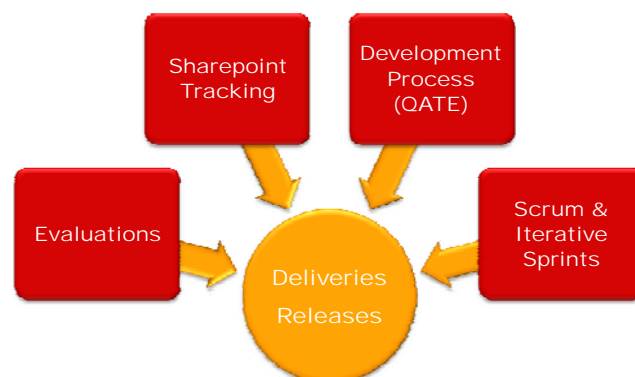 Sharepoint
Tracking
Development
Process
(QATE)
Evaluations
Scrum &
Iterative
Sprints
Deliveries
Releases